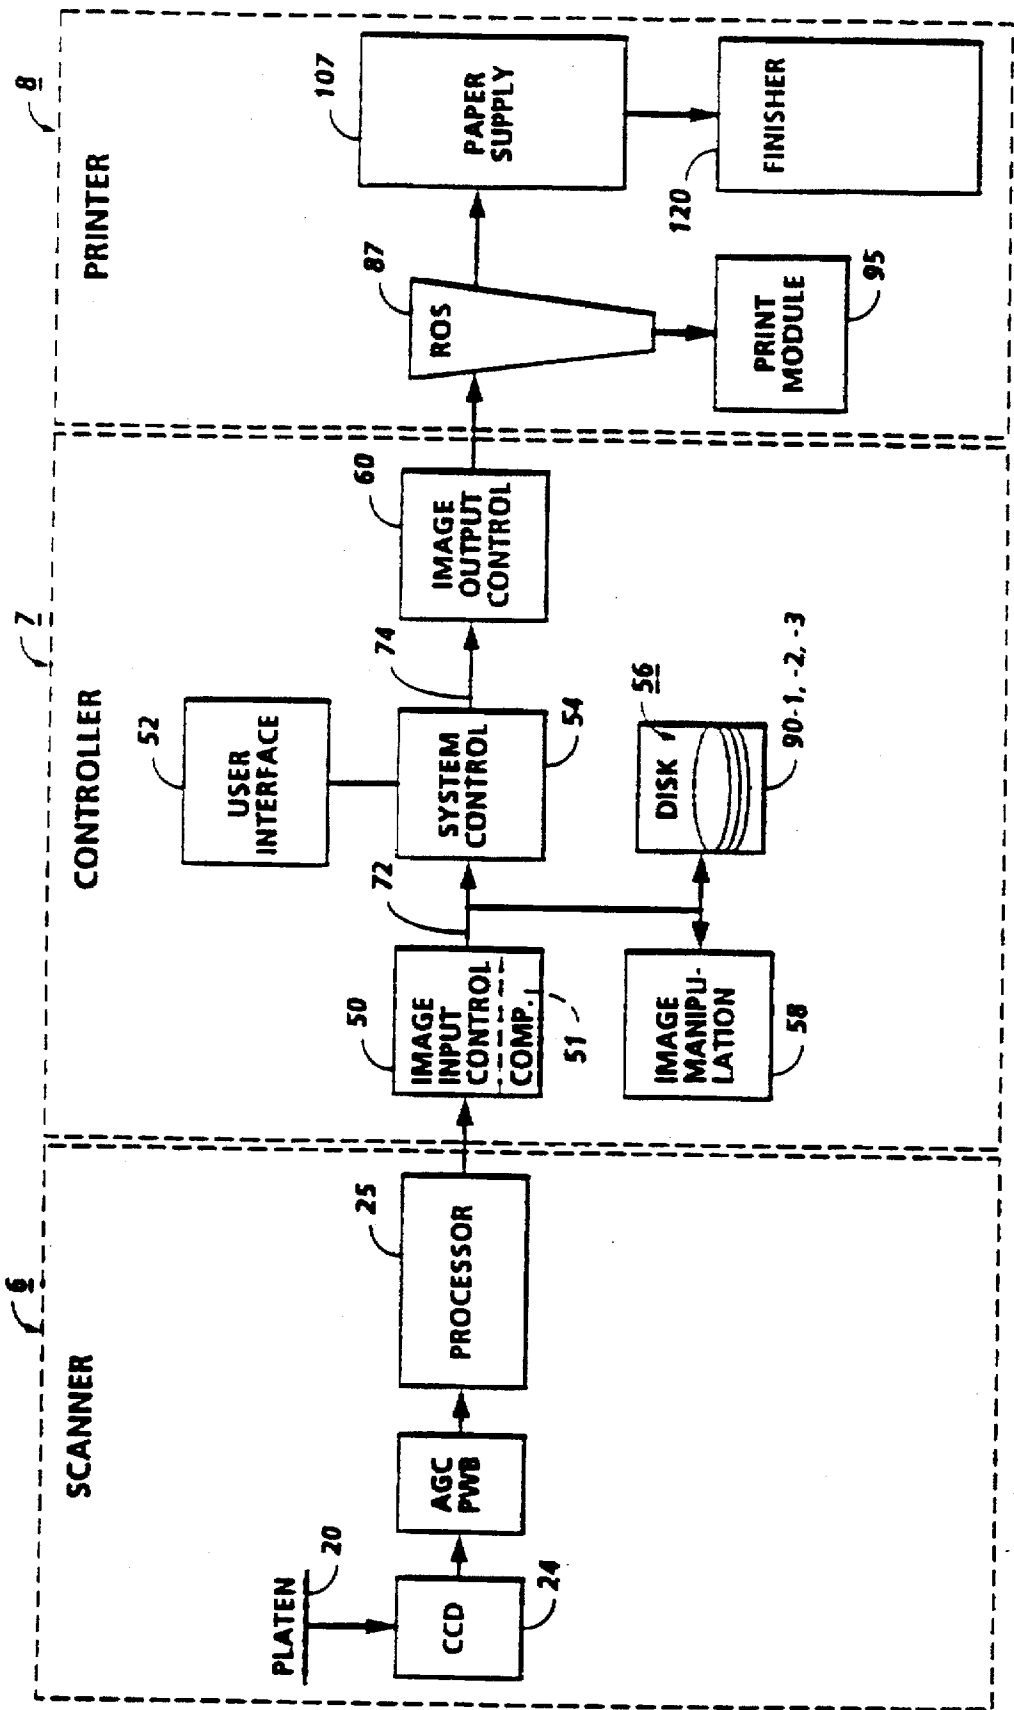 6
SCANNER
PLATEN
20
CCD
24
AGC
PWB
PROCESSOR
25
7
CONTROLLER
IMAGE
INPUT
CONTROL
COMP.
50
51
72
USER
INTERFACE
52
SYSTEM
CONTROL
54
74
IMAGE
OUTPUT
CONTROL
60
IMAGE
MANIPU-
LATION
58
DISK
56
90-1, -2, -3
8
PRINTER
ROS
87
PRINT
MODULE
95
PAPER
SUPPLY
107
FINISHER
120